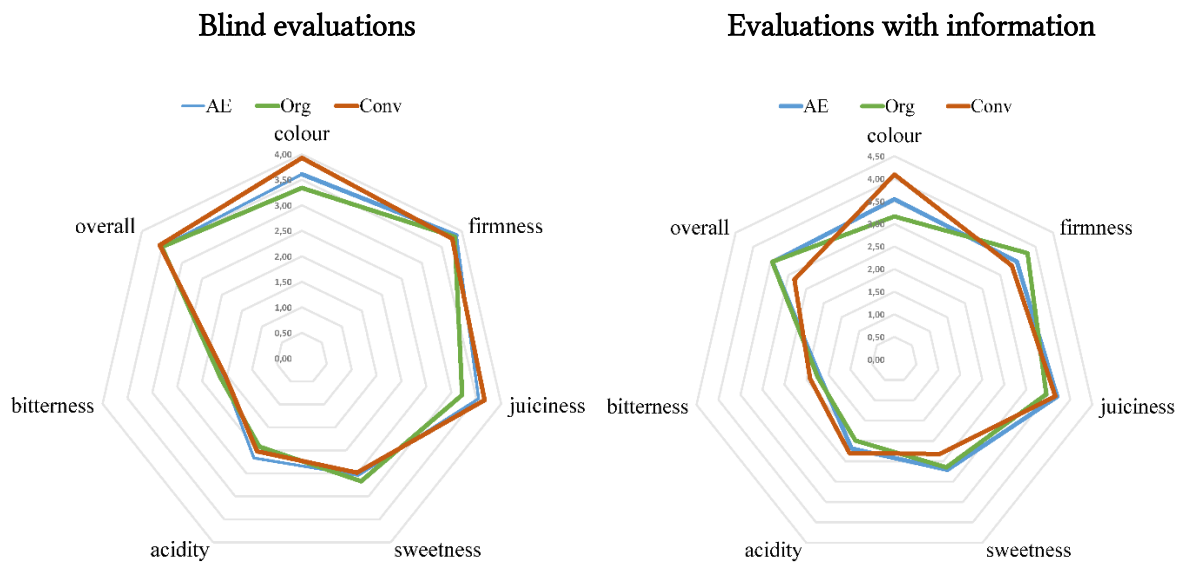 Blind evaluations
AE Org Conv
colour
4,00
3,50
3,00
2,50
2,00
1,50
1,00
0,50
0,00
overall
firmness
bitterness
juiciness
acidity
sweetness
Evaluations with information
AE Org Conv
colour
4,50
4,00
3,50
3,00
2,50
2,00
1,50
1,00
0,50
0,00
overall
firmness
bitterness
juiciness
acidity
sweetness